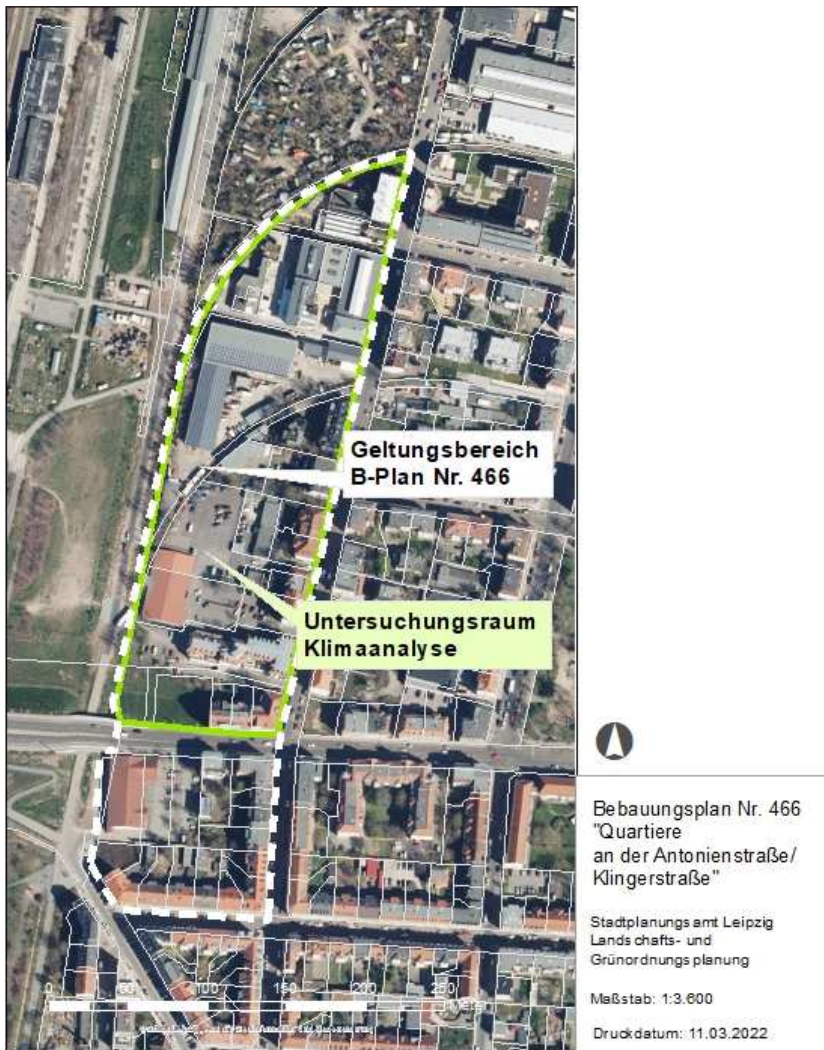 Geltungsbereich
B-Plan Nr. 466
Untersuchungsraum
Klimaanalyse
0 50 100 150 200 250
Meter
Bebauungsplan Nr. 466
"Quartiere
an der Antonienstraße/
Klingerstraße"
Stadtplanungsamt Leipzig
Landschafts- und
Grünordnungsplanung
Maßstab: 1:3.600
Druckdatum: 11.03.2022